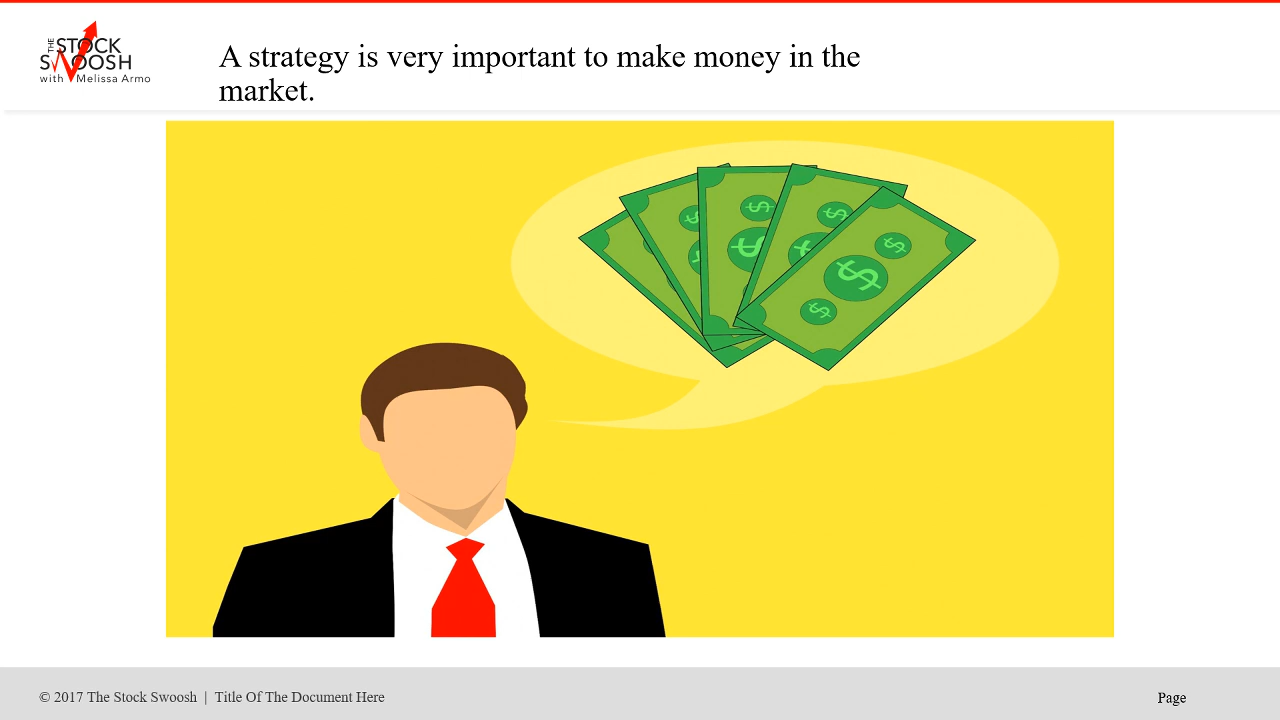 THE STOCK
SWOOSH
with Melissa Armo
A strategy is very important to make money in the
market.
$ $ $
$ $ $
$
$
$
© 2017 The Stock Swoosh | Title Of The Document Here
Page